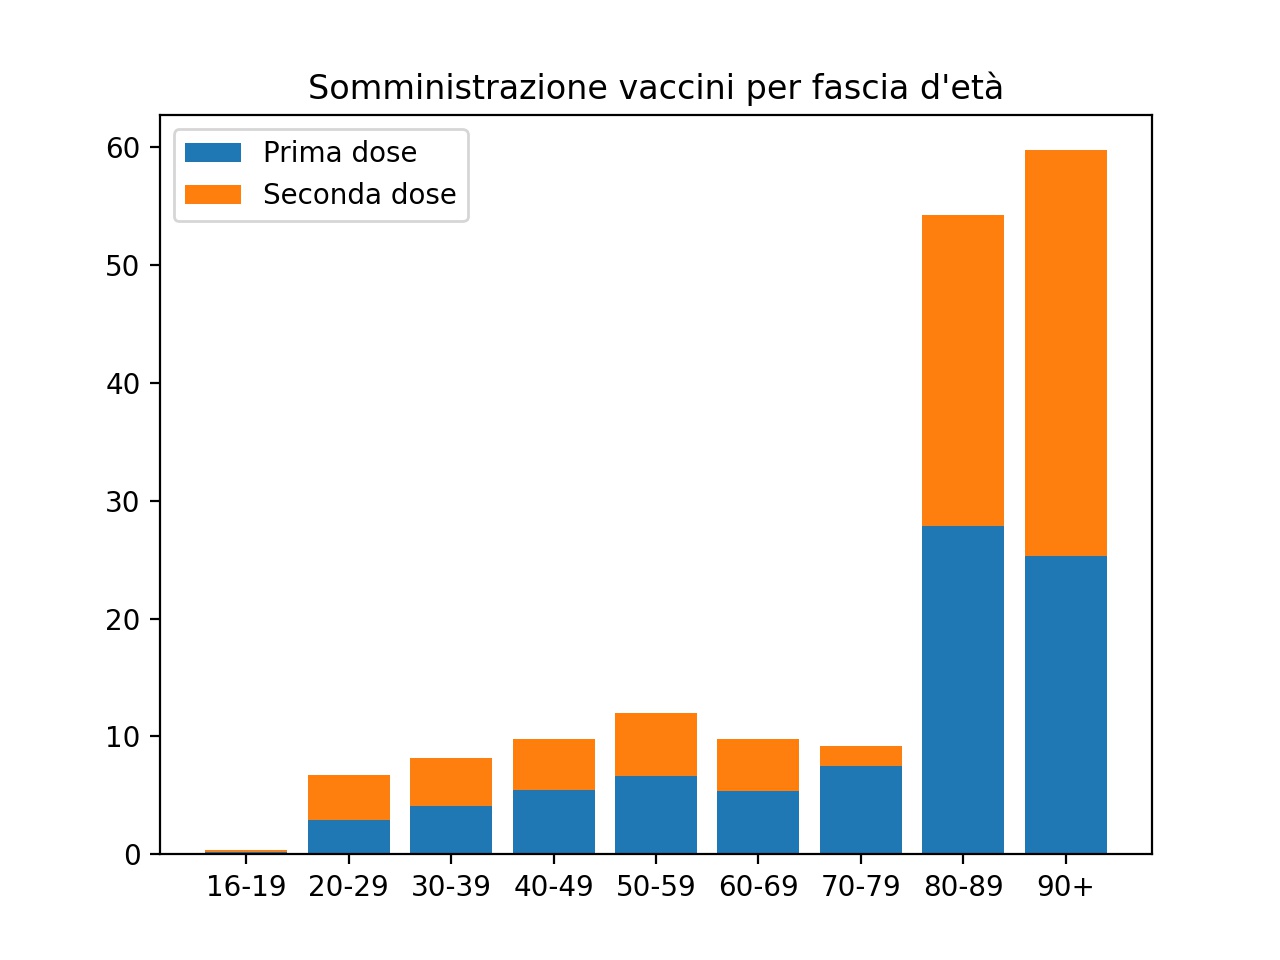 Somministrazione vaccini per fascia d'età
Prima dose
Seconda dose
60
50
40
30
20
10
0
16-19 20-29 30-39 40-49 50-59 60-69 70-79 80-89 90+